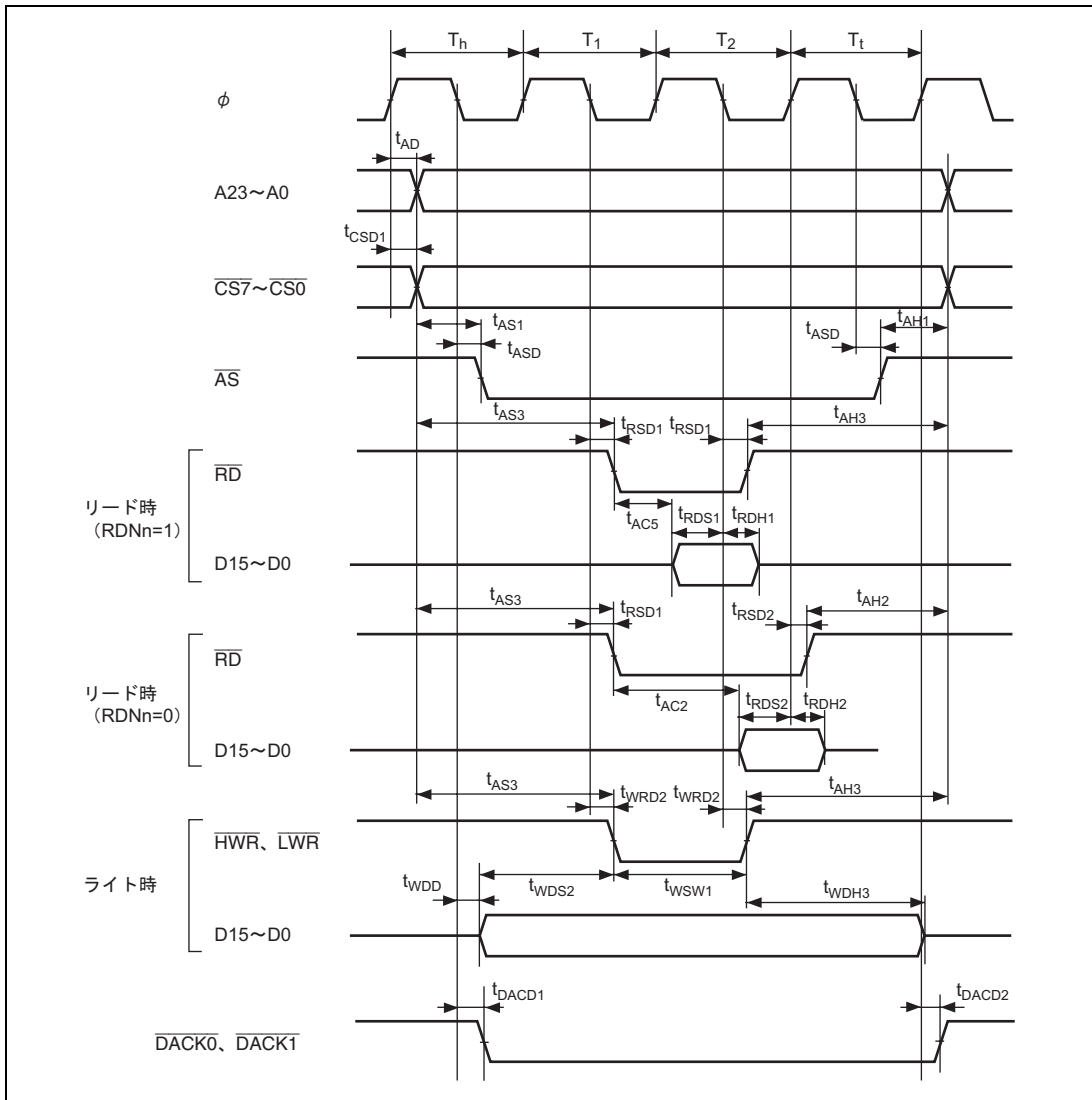 Th T1 T2 Tt
φ
tAD
A23～A0
tCSD1
CS7～CS0
tAS1 tASD tASD tAH1
AS
tAS3 tRSD1 tRSD1 tAH3
RD
リード時
（RDNn=1）
tAC5 tRDS1 tRDH1
D15～D0
tAS3 tRSD1 tRSD2 tAH2
RD
リード時
（RDNn=0）
tAC2 tRDS2 tRDH2
D15～D0
tAS3 tWRD2 tWRD2 tAH3
HWR、LWR
ライト時
tWDD tWDS2 tWSW1 tWDH3
D15～D0
tDACD1 tDACD2
DACK0、DACK1